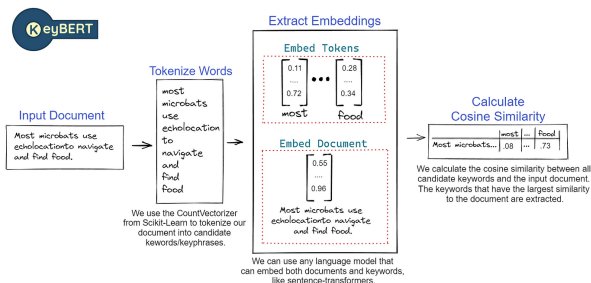 KeyBERT
Input Document
Most microbats use
echolocationto navigate
and find food.
Tokenize Words
most
microbats
use
echolocation
to
navigate
and
find
food
We use the CountVectorizer
from Scikit-Learn to tokenize our
document into candidate
kewords/keyphrases.
Extract Embeddings
Embed Tokens
0.11 .... 0.72
most
•••
0.28 .... 0.34
food
Embed Document
0.55
....
0.96
Most microbats use
echolocationto navigate
and find food.
We can use any language model that
can embed both documents and keywords,
like sentence-transformers.
Calculate
Cosine Similarity
most ... food
Most microbats... .08 ... .73
We calculate the cosine similarity between all
candidate keywords and the input document.
The keywords that have the largest similarity
to the document are extracted.